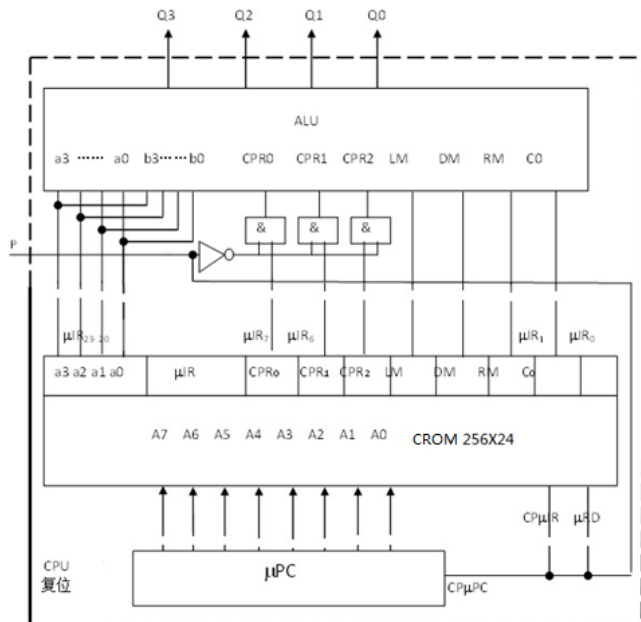 Q3 Q2 Q1 Q0
ALU
a3 ······ a0 b3 ······ b0 CPR0 CPR1 CPR2 LM DM RM C0
& & &
P
μIR23-20 μIR7 μIR6 μIR1 μIR0
a3 a2 a1 a0 μIR CPR0 CPR1 CPR2 LM DM RM C0
A7 A6 A5 A4 A3 A2 A1 A0 CROM 256X24
CPμIR μRD
CPU
复位
μPC
CPμPC